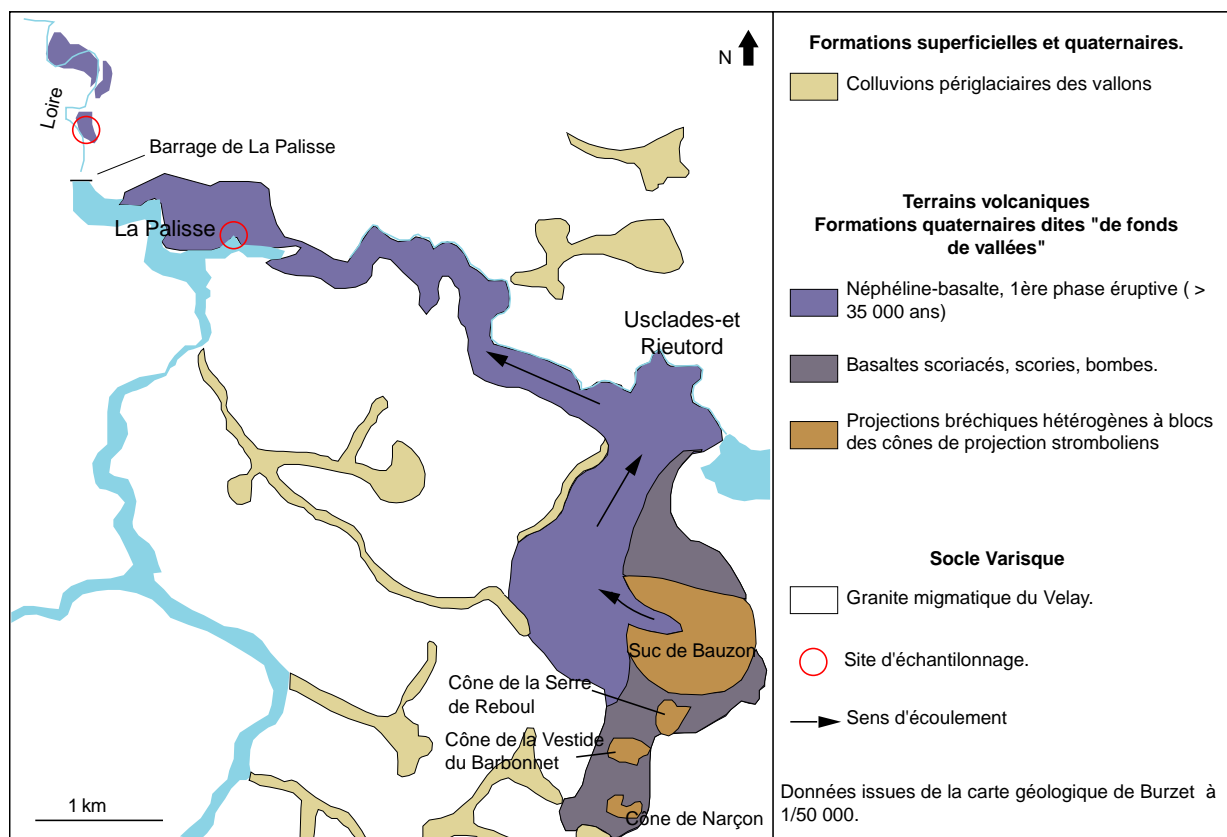 N
Loire
Barrage de La Palisse
La Palisse
Usclades-et
Rieutord
Suc de Bauzon
Cône de la Serre
de Reboul
Cône de la Vestide
du Barbonnet
Cône de Narçon
1 km
Formations superficielles et quaternaires.
Colluvions périglaciaires des vallons
Terrains volcaniques
Formations quaternaires dites "de fonds
de vallées"
Néphéline-basalte, 1ère phase éruptive ( >
35 000 ans)
Basaltes scoriacés, scories, bombes.
Projections bréchiques hétérogènes à blocs
des cônes de projection stromboliens
Socle Varisque
Granite migmatique du Velay.
Site d'échantilonnage.
Sens d'écoulement
Données issues de la carte géologique de Burzet à
1/50 000.